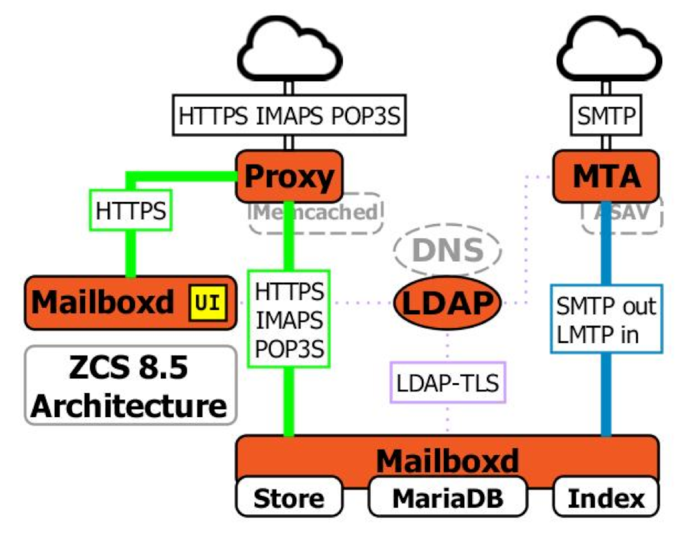 HTTPS IMAPS POP3S
SMTP
Proxy
MTA
Memcached
ASAV
HTTPS
DNS
Mailboxd UI
HTTPS
IMAPS
POP3S
LDAP
SMTP out
LMTP in
ZCS 8.5
Architecture
LDAP-TLS
Mailboxd
Store
MariaDB
Index